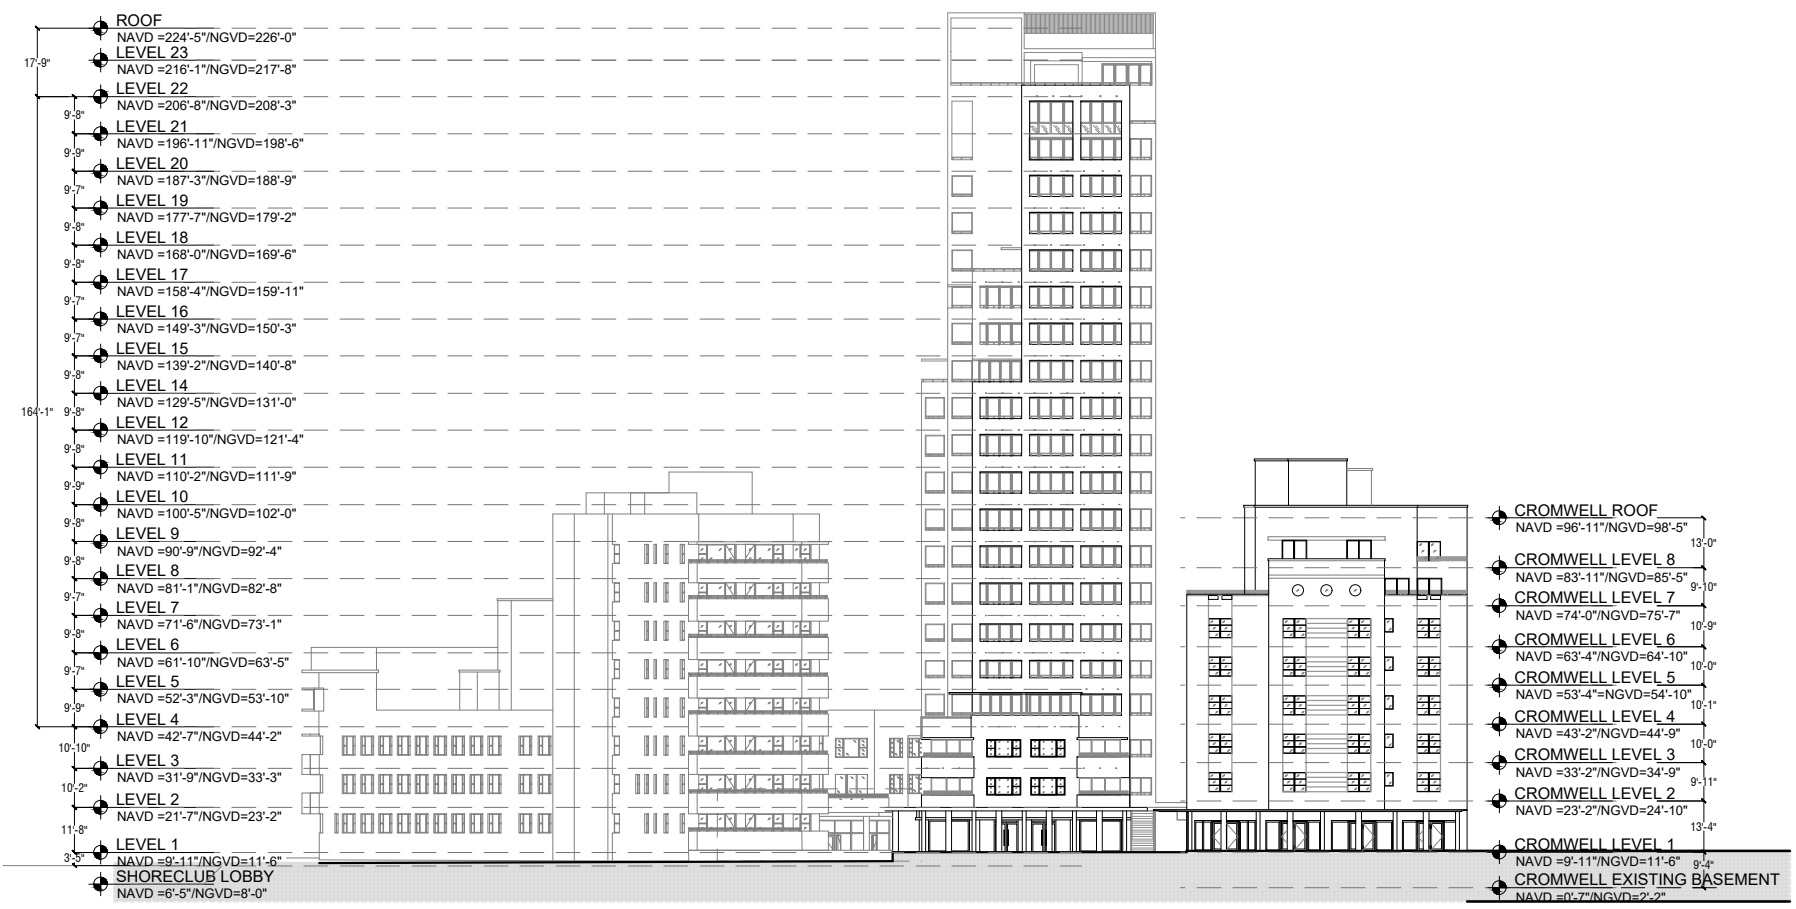 ROOF
NAVD =224'-5"/NGVD=226'-0"
LEVEL 23
NAVD =216'-1"/NGVD=217'-8"
17'-9"
LEVEL 22
NAVD =206'-8"/NGVD=208'-3"
9'-8"
LEVEL 21
NAVD =196'-11"/NGVD=198'-6"
9'-9"
LEVEL 20
NAVD =187'-3"/NGVD=188'-9"
9'-7"
LEVEL 19
NAVD =177'-7"/NGVD=179'-2"
9'-8"
LEVEL 18
NAVD =168'-0"/NGVD=169'-6"
9'-8"
LEVEL 17
NAVD =158'-4"/NGVD=159'-11"
9'-7"
LEVEL 16
NAVD =149'-3"/NGVD=150'-3"
9'-7"
LEVEL 15
NAVD =139'-2"/NGVD=140'-8"
9'-8"
LEVEL 14
NAVD =129'-5"/NGVD=131'-0"
164'-1"
9'-8"
LEVEL 12
NAVD =119'-10"/NGVD=121'-4"
9'-8"
LEVEL 11
NAVD =110'-2"/NGVD=111'-9"
9'-9"
LEVEL 10
NAVD =100'-5"/NGVD=102'-0"
9'-8"
LEVEL 9
NAVD =90'-9"/NGVD=92'-4"
9'-8"
LEVEL 8
NAVD =81'-1"/NGVD=82'-8"
9'-7"
LEVEL 7
NAVD =71'-6"/NGVD=73'-1"
9'-8"
LEVEL 6
NAVD =61'-10"/NGVD=63'-5"
9'-7"
LEVEL 5
NAVD =52'-3"/NGVD=53'-10"
9'-9"
LEVEL 4
NAVD =42'-7"/NGVD=44'-2"
10'-10"
LEVEL 3
NAVD =31'-9"/NGVD=33'-3"
10'-2"
LEVEL 2
NAVD =21'-7"/NGVD=23'-2"
11'-8"
LEVEL 1
NAVD =9'-11"/NGVD=11'-6"
3'-5"
SHORECLUB LOBBY
NAVD =6'-5"/NGVD=8'-0"
CROMWELL ROOF
NAVD =96'-11"/NGVD=98'-5"
13'-0"
CROMWELL LEVEL 8
NAVD =83'-11"/NGVD=85'-5"
9'-10"
CROMWELL LEVEL 7
NAVD =74'-0"/NGVD=75'-7"
10'-9"
CROMWELL LEVEL 6
NAVD =63'-4"/NGVD=64'-10"
10'-0"
CROMWELL LEVEL 5
NAVD =53'-4"=NGVD=54'-10"
10'-1"
CROMWELL LEVEL 4
NAVD =43'-2"/NGVD=44'-9"
10'-0"
CROMWELL LEVEL 3
NAVD =33'-2"/NGVD=34'-9"
9'-11"
CROMWELL LEVEL 2
NAVD =23'-2"/NGVD=24'-10"
13'-4"
CROMWELL LEVEL 1
NAVD =9'-11"/NGVD=11'-6"
9'-4"
CROMWELL EXISTING BASEMENT
NAVD =0'-7"/NGVD=2'-2"